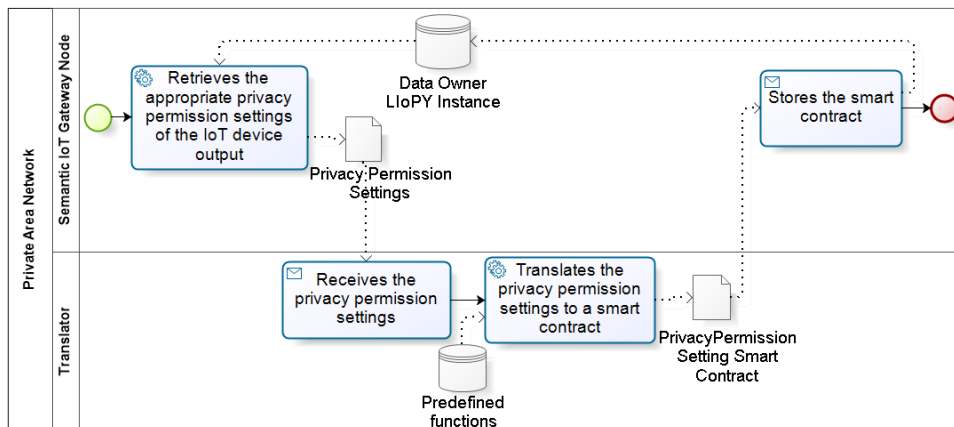 Private Area Network
Semantic IoT Gateway Node
Retrieves the
appropriate privacy
permission settings
of the IoT device
output
Privacy Permission
Settings
Data Owner
LIoPY Instance
Stores the smart
contract
Translator
Receives the
privacy permission
settings
Translates the
privacy permission
settings to a smart
contract
Predefined
functions
PrivacyPermission
Setting Smart
Contract